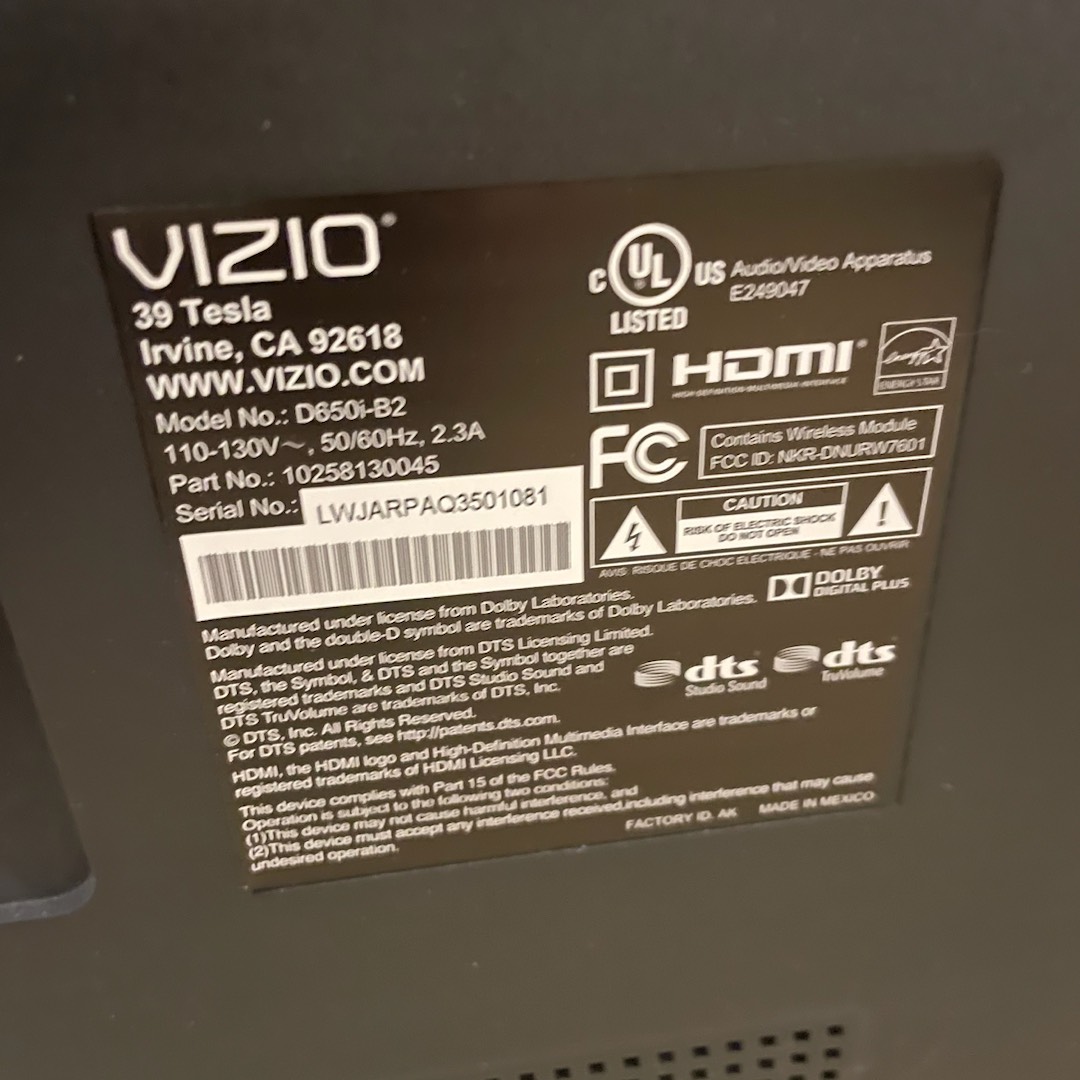 VIZIO
39 Tesla
Irvine, CA 92618
WWW.VIZIO.COM
Model No.: D650i-B2
110-130V~, 50/60Hz, 2.3A
Part No.: 10258130045
Serial No.: LWJARPAQ3501081
C UL US Audio/Video Apparatus
E249047
LISTED
HDMI
HIGH-DEFINITION MULTIMEDIA INTERFACE
ENERGY STAR
FC
Contains Wireless Module
FCC ID: NKR-DNURW7601
CAUTION
RISK OF ELECTRIC SHOCK
DO NOT OPEN
AVIS: RISQUE DE CHOC ELECTRIQUE - NE PAS OUVRIR
Manufactured under license from Dolby Laboratories.
Dolby and the double-D symbol are trademarks of Dolby Laboratories.
DOLBY
DIGITAL PLUS
Manufactured under license from DTS Licensing Limited.
DTS, the Symbol, & DTS and the Symbol together are
registered trademarks and DTS Studio Sound and
DTS TruVolume are trademarks of DTS, Inc.
© DTS, Inc. All Rights Reserved.
For DTS patents, see http://patents.dts.com.
dts
Studio Sound
dts
TruVolume
HDMI, the HDMI logo and High-Definition Multimedia Interface are trademarks or
registered trademarks of HDMI Licensing LLC.
This device complies with Part 15 of the FCC Rules.
Operation is subject to the following two conditions:
(1)This device may not cause harmful interference, and
(2)This device must accept any interference received,including interference that may cause
undesired operation.
FACTORY ID. AK MADE IN MEXICO